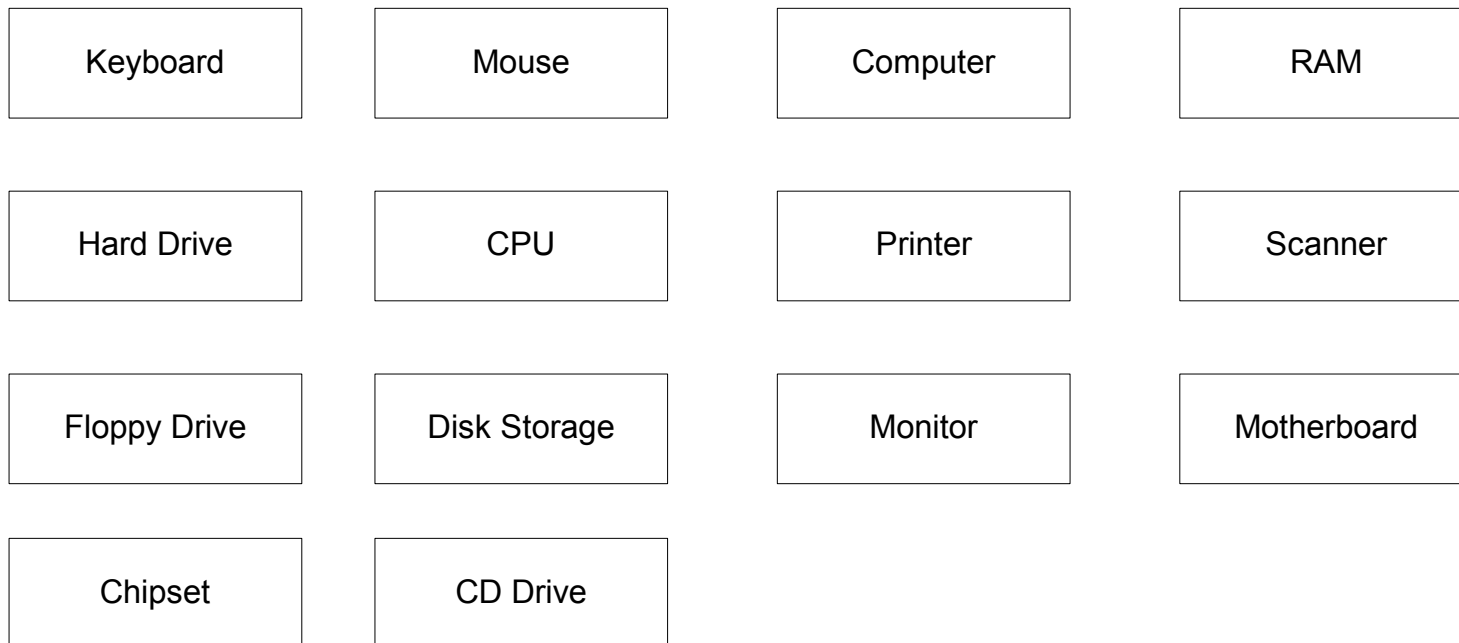 Keyboard
Mouse
Computer
RAM
Hard Drive
CPU
Printer
Scanner
Floppy Drive
Disk Storage
Monitor
Motherboard
Chipset
CD Drive